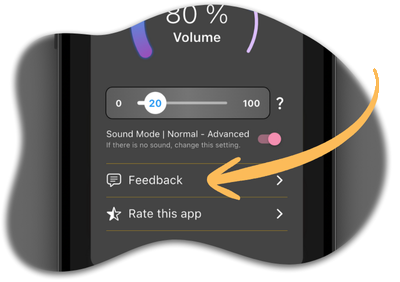 80 %
Volume
0 20 100 ?
Sound Mode | Normal - Advanced
If there is no sound, change this setting.
Feedback
Rate this app